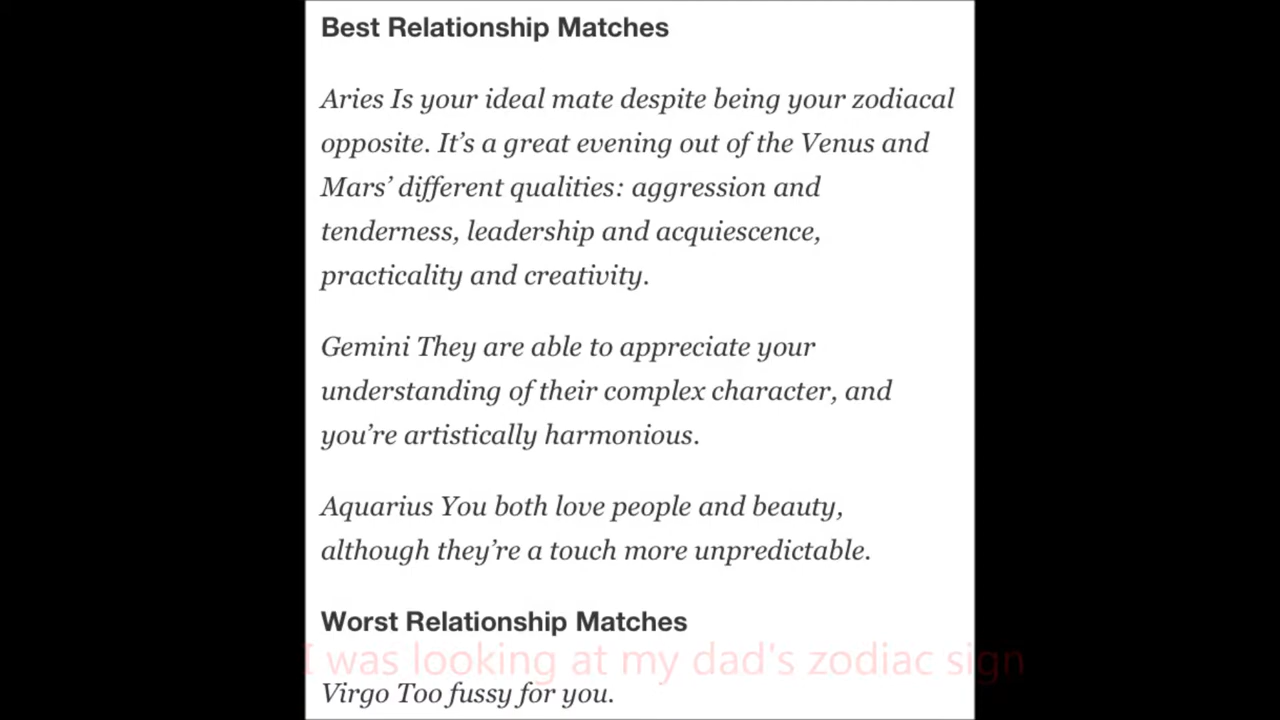 Best Relationship Matches
Aries Is your ideal mate despite being your zodiacal
opposite. It’s a great evening out of the Venus and
Mars’ different qualities: aggression and
tenderness, leadership and acquiescence,
practicality and creativity.
Gemini They are able to appreciate your
understanding of their complex character, and
you’re artistically harmonious.
Aquarius You both love people and beauty,
although they’re a touch more unpredictable.
Worst Relationship Matches
I was looking at my dad's zodiac sign
Virgo Too fussy for you.